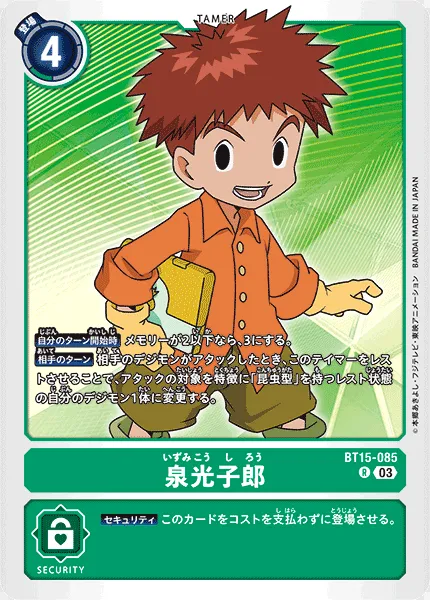 TAMER
登場
4
自分のターン開始時 メモリーが2以下なら、3にする。
相手のターン 相手のデジモンがアタックしたとき、このテイマーをレス
トさせることで、アタックの対象を特徴に「昆虫型」を持つレスト状態
の自分のデジモン1体に変更する。
©本郷あきよし・フジテレビ・東映アニメーション BANDAI MADE IN JAPAN
BT15-085
いずみこうしろう
泉光子郎
R 03
セキュリティ このカードをコストを支払わずに登場させる。
SECURITY